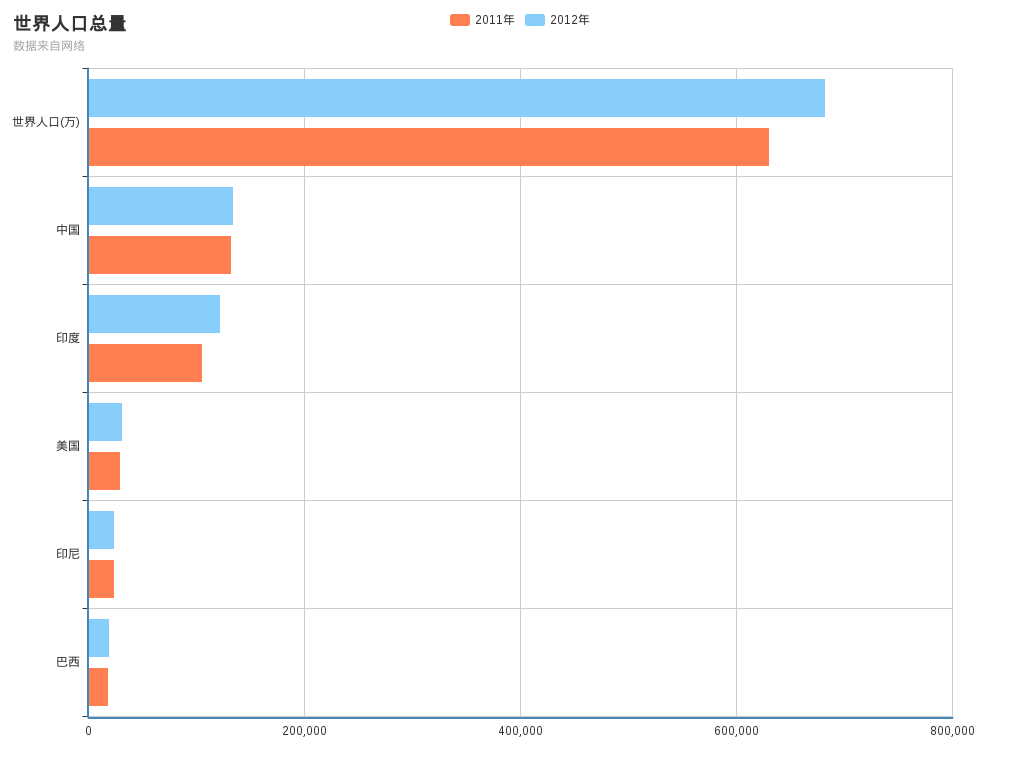 世界人口总量
数据来自网络
2011年 2012年
世界人口(万)
中国
印度
美国
印尼
巴西
0 200,000 400,000 600,000 800,000